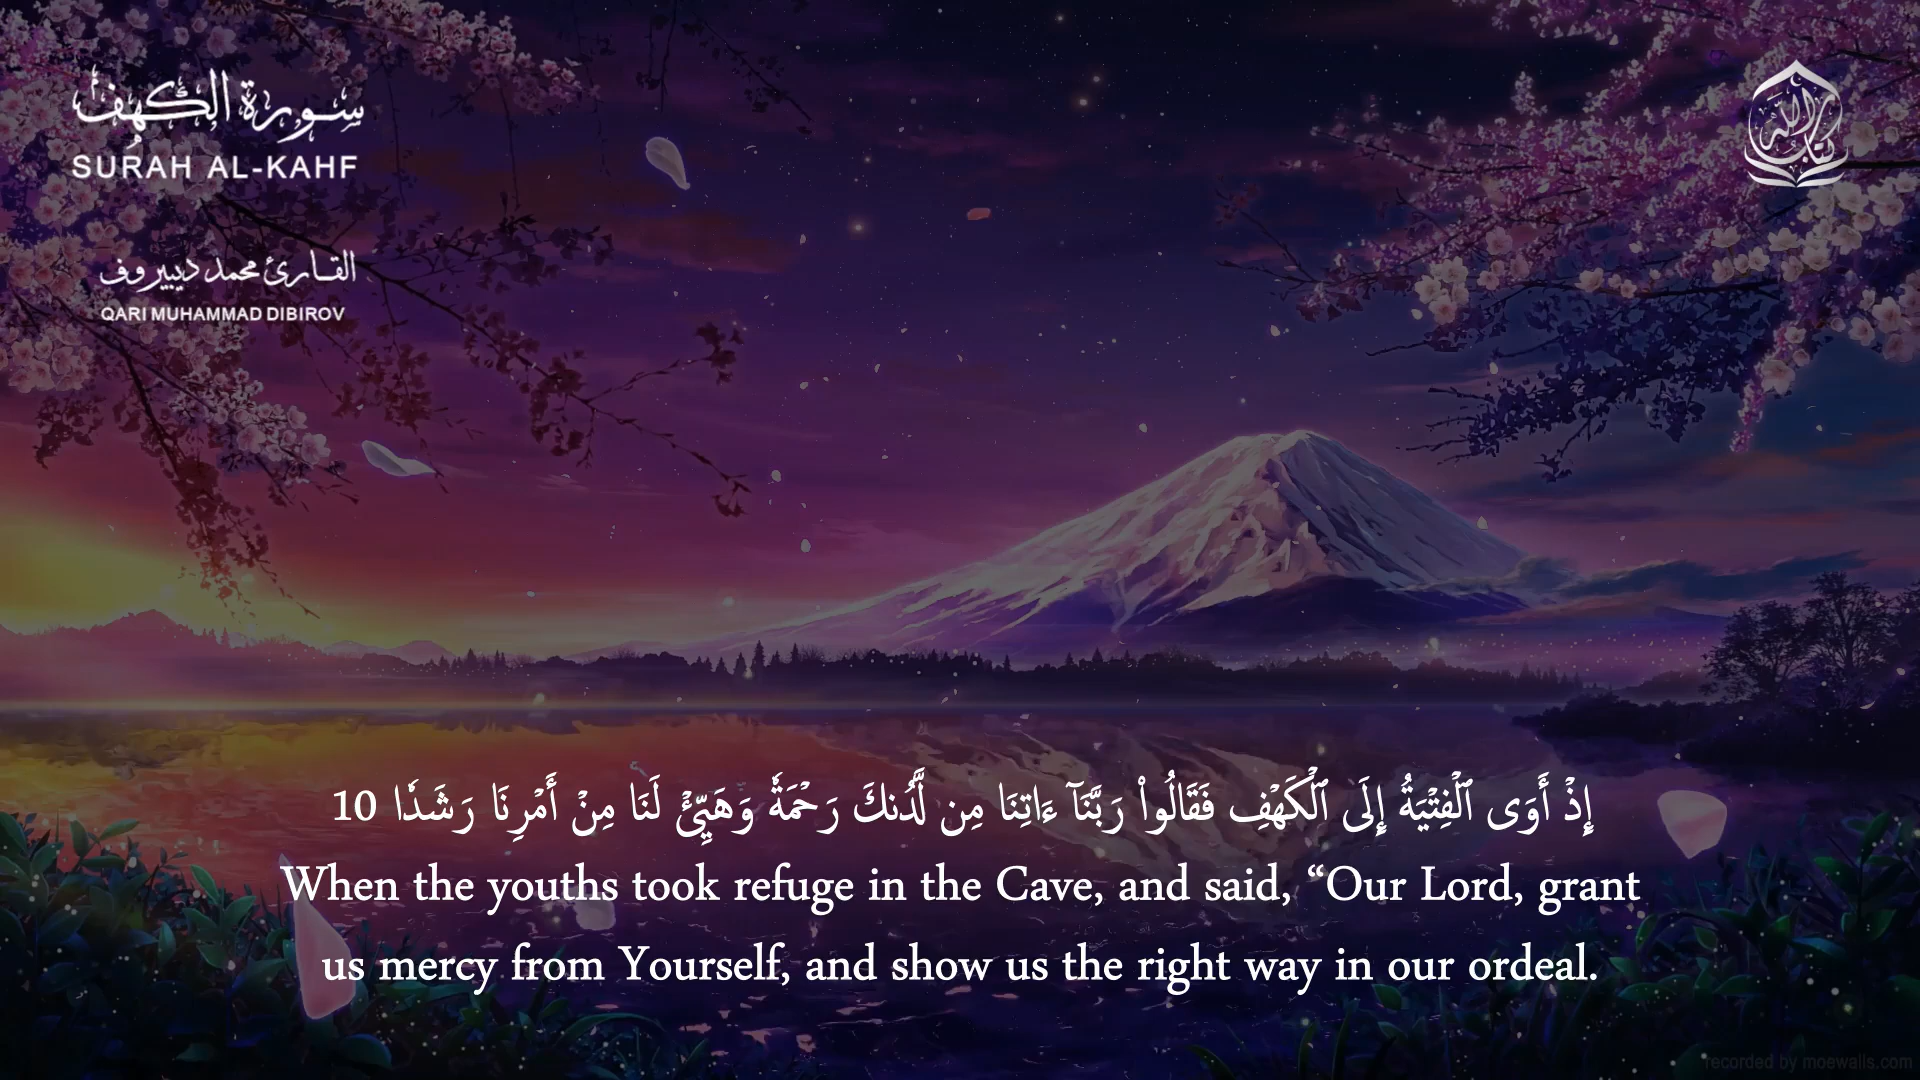 سورة الكهف
SURAH AL-KAHF
القارئ محمد ديبيروف
QARI MUHAMMAD DIBIROV
كتاب الله
إِذْ أَوَى ٱلْفِتْيَةُ إِلَى ٱلْكَهْفِ فَقَالُوا۟ رَبَّنَآ ءَاتِنَا مِن لَّدُنكَ رَحْمَةًۭ وَهَيِّئْ لَنَا مِنْ أَمْرِنَا رَشَدًۭا 10
When the youths took refuge in the Cave, and said, “Our Lord, grant
us mercy from Yourself, and show us the right way in our ordeal.
recorded by moewalls.com